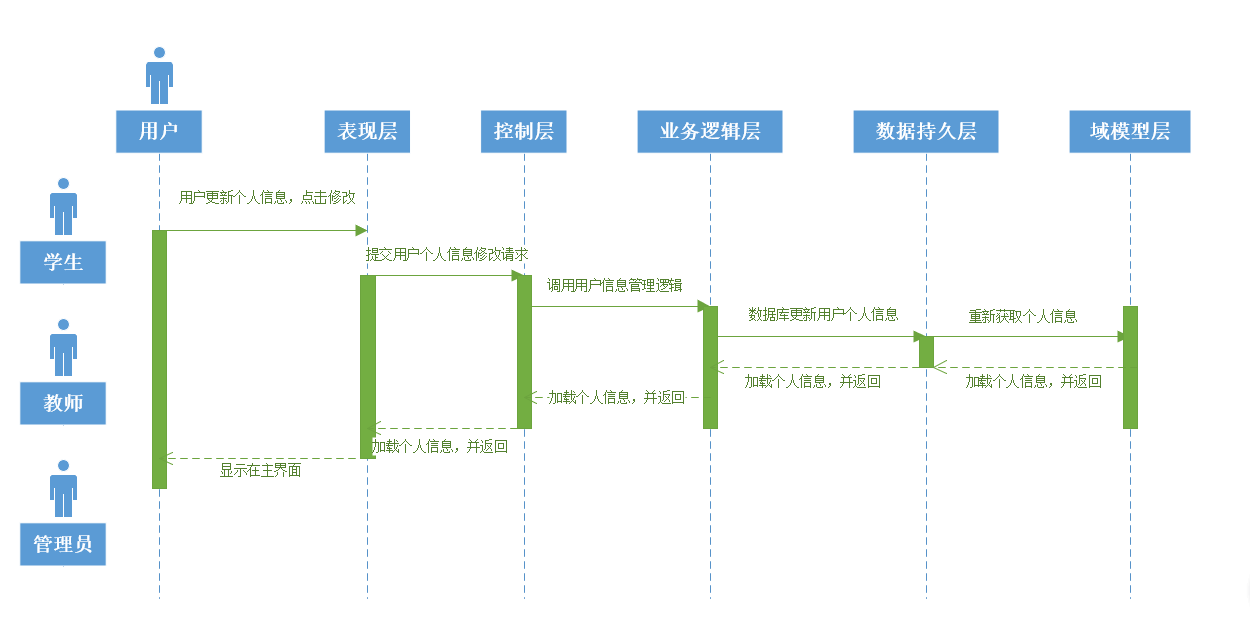 用户
表现层
控制层
业务逻辑层
数据持久层
域模型层
用户更新个人信息，点击修改
学生
提交用户个人信息修改请求
调用用户信息管理逻辑
数据库更新用户个人信息
重新获取个人信息
教师
加载个人信息，并返回
加载个人信息，并返回
加载个人信息，并返回
加载个人信息，并返回
显示在主界面
管理员